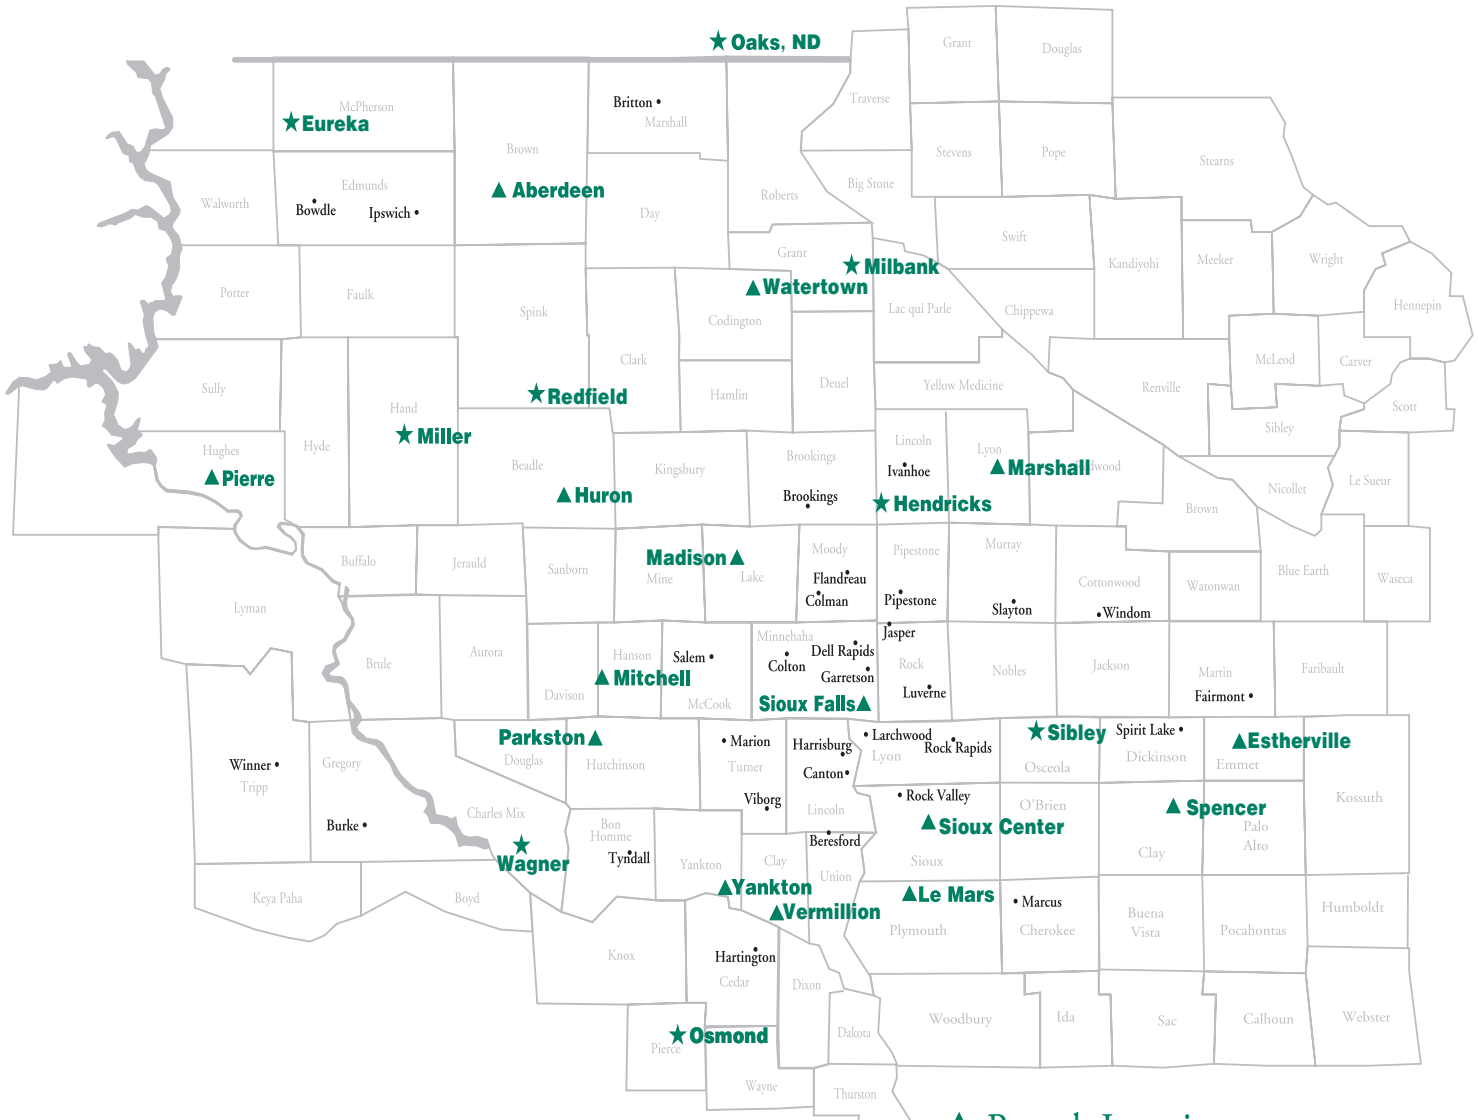 Oaks, ND
Grant
Douglas
Traverse
McPherson
Eureka
Britton
Marshall
Brown
Stevens
Pope
Stearns
Walworth
Edmunds
Bowdle
Ipswich
Aberdeen
Day
Roberts
Big Stone
Swift
Kandiyohi
Meeker
Wright
Hennepin
Potter
Faulk
Spink
Grant
Milbank
Watertown
Codington
Lac qui Parle
Chippewa
McLeod
Carver
Scott
Sully
Hand
Miller
Redfield
Clark
Hamlin
Deuel
Yellow Medicine
Renville
Sibley
Hughes
Pierre
Hyde
Beadle
Huron
Kingsbury
Brookings
Brookings
Lincoln
Ivanhoe
Hendricks
Lyon
Marshall
Brown
Nicollet
Le Sueur
Buffalo
Jerauld
Sanborn
Madison
Mine
Lake
Moody
Flandreau
Colman
Pipestone
Pipestone
Murray
Slayton
Cottonwood
Windom
Watonwan
Blue Earth
Waseca
Lyman
Brule
Aurora
Davison
Hanson
Mitchell
Salem
McCook
Minnehaha
Colton
Dell Rapids
Garretson
Sioux Falls
Jasper
Rock
Luverne
Nobles
Jackson
Martin
Fairmont
Faribault
Winner
Tripp
Gregory
Burke
Parkston
Douglas
Hutchinson
Marion
Turner
Viborg
Harrisburg
Canton
Lincoln
Larchwood
Lyon
Rock Rapids
Sibley
Osceola
Spirit Lake
Dickinson
Estherville
Emmet
Kossuth
Charles Mix
Wagner
Bon
Homme
Tyndall
Yankton
Yankton
Clay
Vermillion
Beresford
Union
Rock Valley
Sioux Center
Sioux
O'Brien
Spencer
Clay
Palo
Alto
Keya Paha
Boyd
Knox
Hartington
Cedar
Dixon
Le Mars
Plymouth
Marcus
Cherokee
Buena
Vista
Pocahontas
Humboldt
Osmond
Pierce
Wayne
Dakota
Thurston
Woodbury
Ida
Sac
Calhoun
Webster